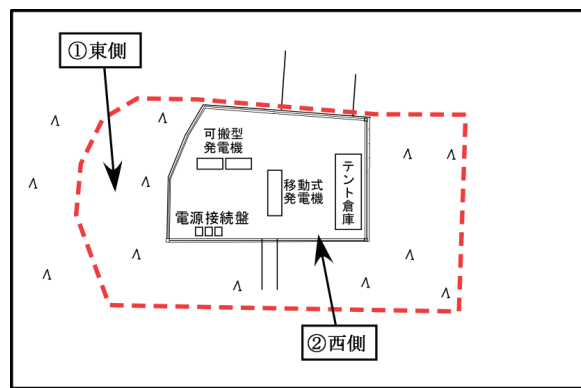 ①東側
可搬型
発電機
移動式
発電機
テント倉庫
電源接続盤
②西側